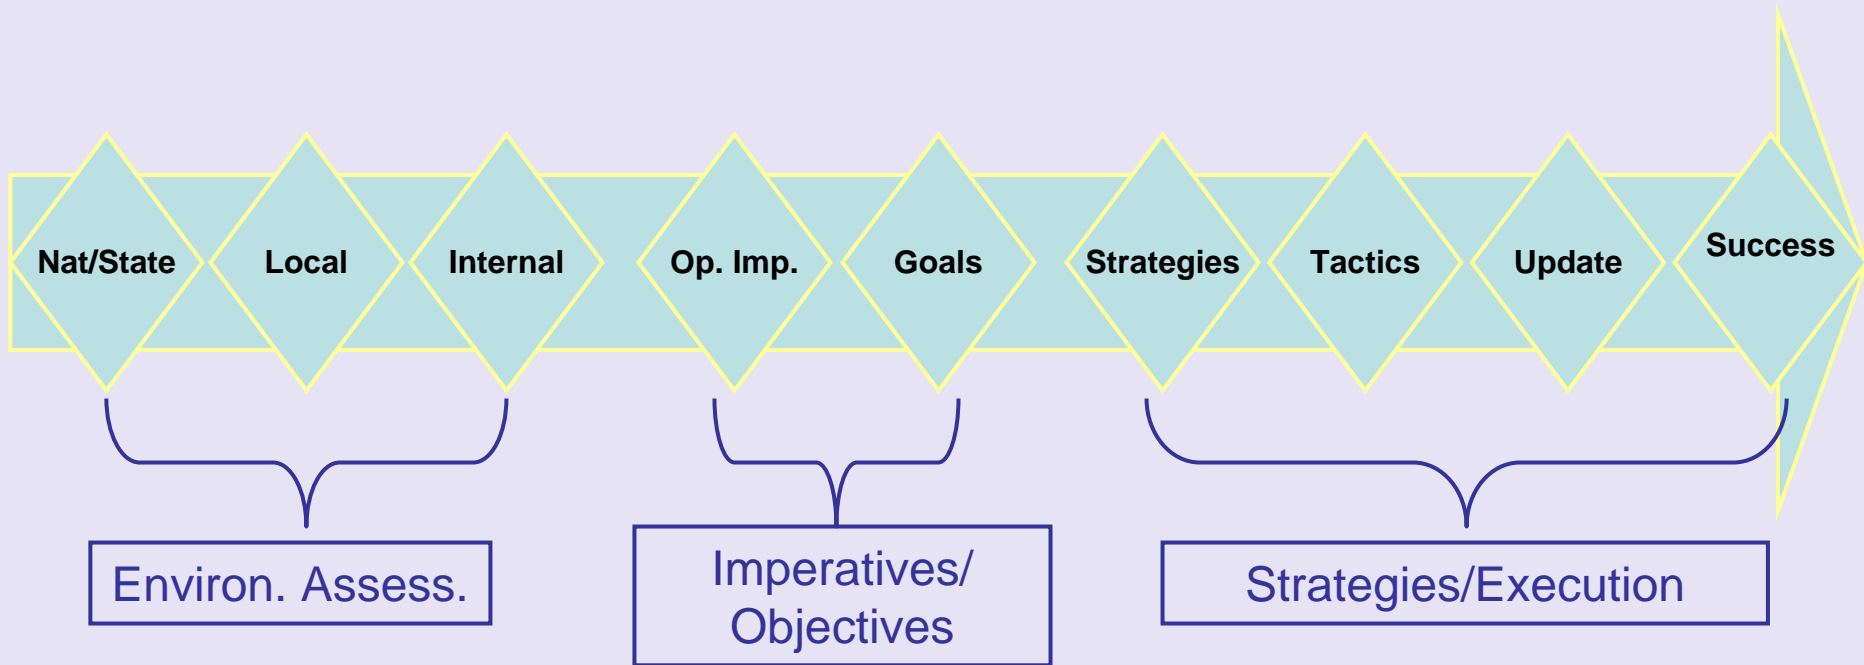 Nat/State
Local
Internal
Op. Imp.
Goals
Strategies
Tactics
Update
Success
Environ. Assess.
Imperatives/
Objectives
Strategies/Execution